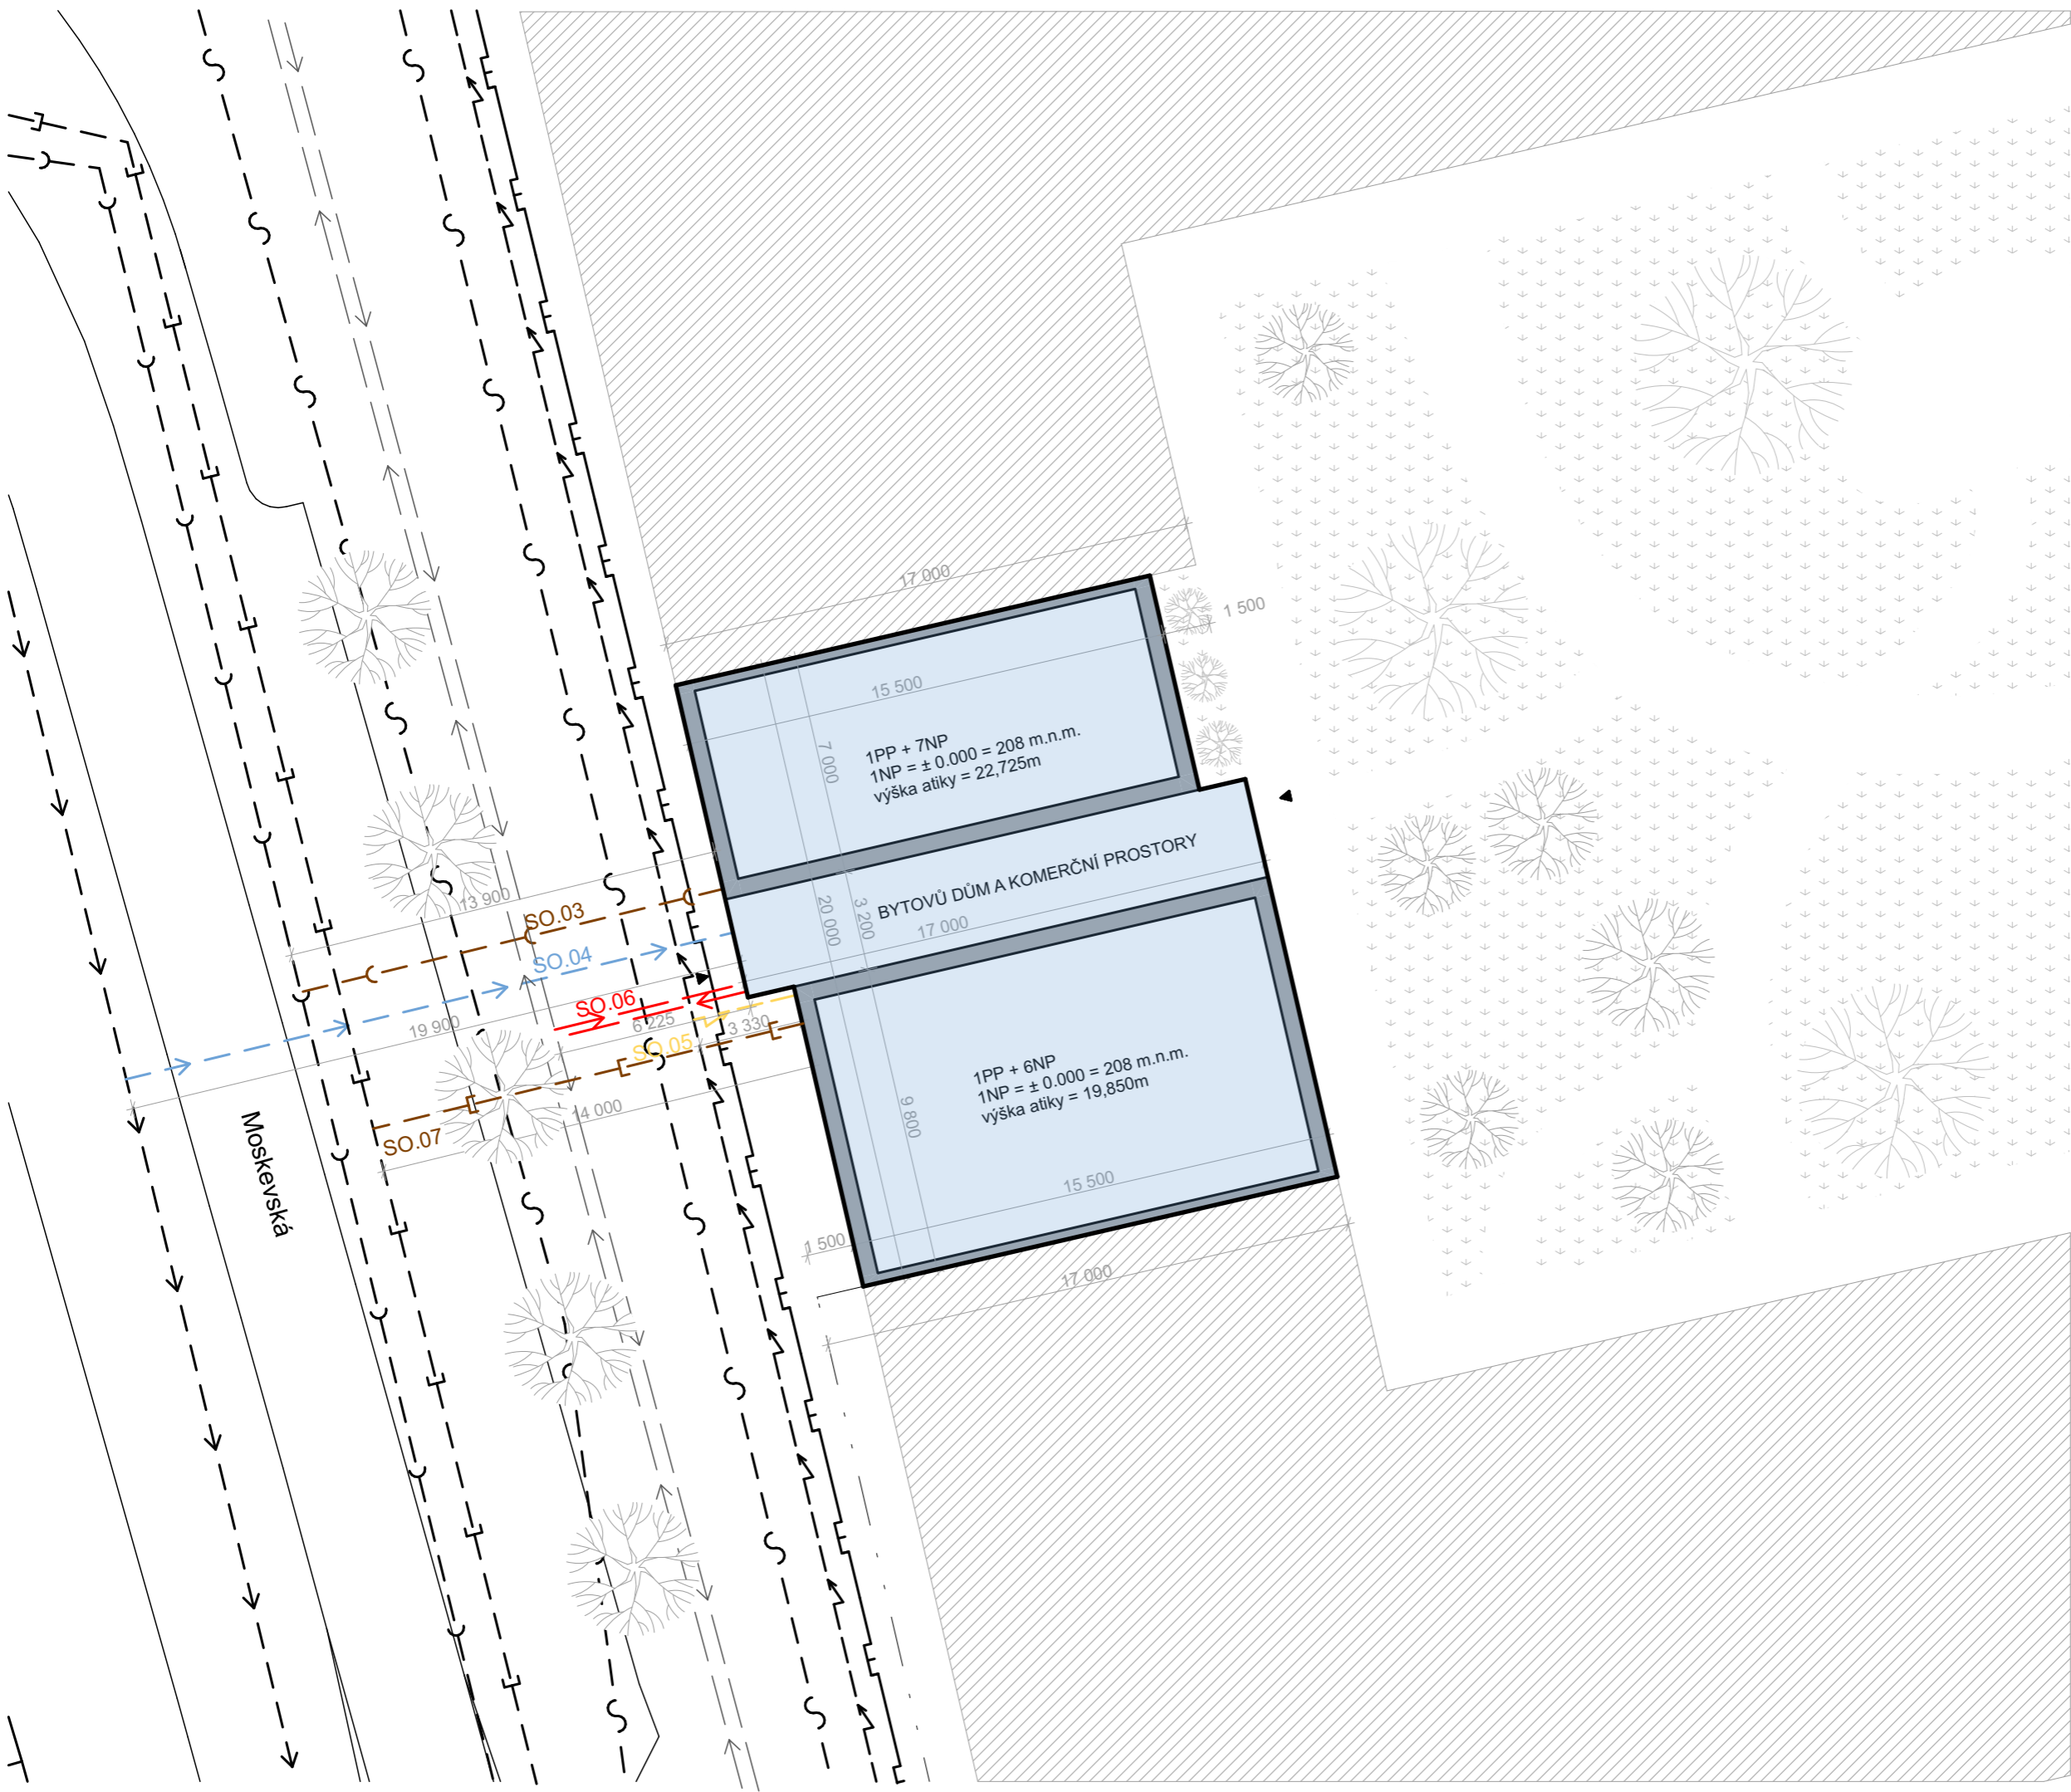 17 000
1 500
15 500
7 000
1PP + 7NP
1NP = ± 0.000 = 208 m.n.m.
výška atiky = 22,725m
BYTOVÛ DŮM A KOMERČNÍ PROSTORY
13 900
SO.03
20 000
3 200
17 000
SO.04
SO.06
19 900
6 225
3 330
SO.05
1PP + 6NP
1NP = ± 0.000 = 208 m.n.m.
výška atiky = 19,850m
14 000
SO.07
9 800
Moskevská
15 500
1 500
17 000